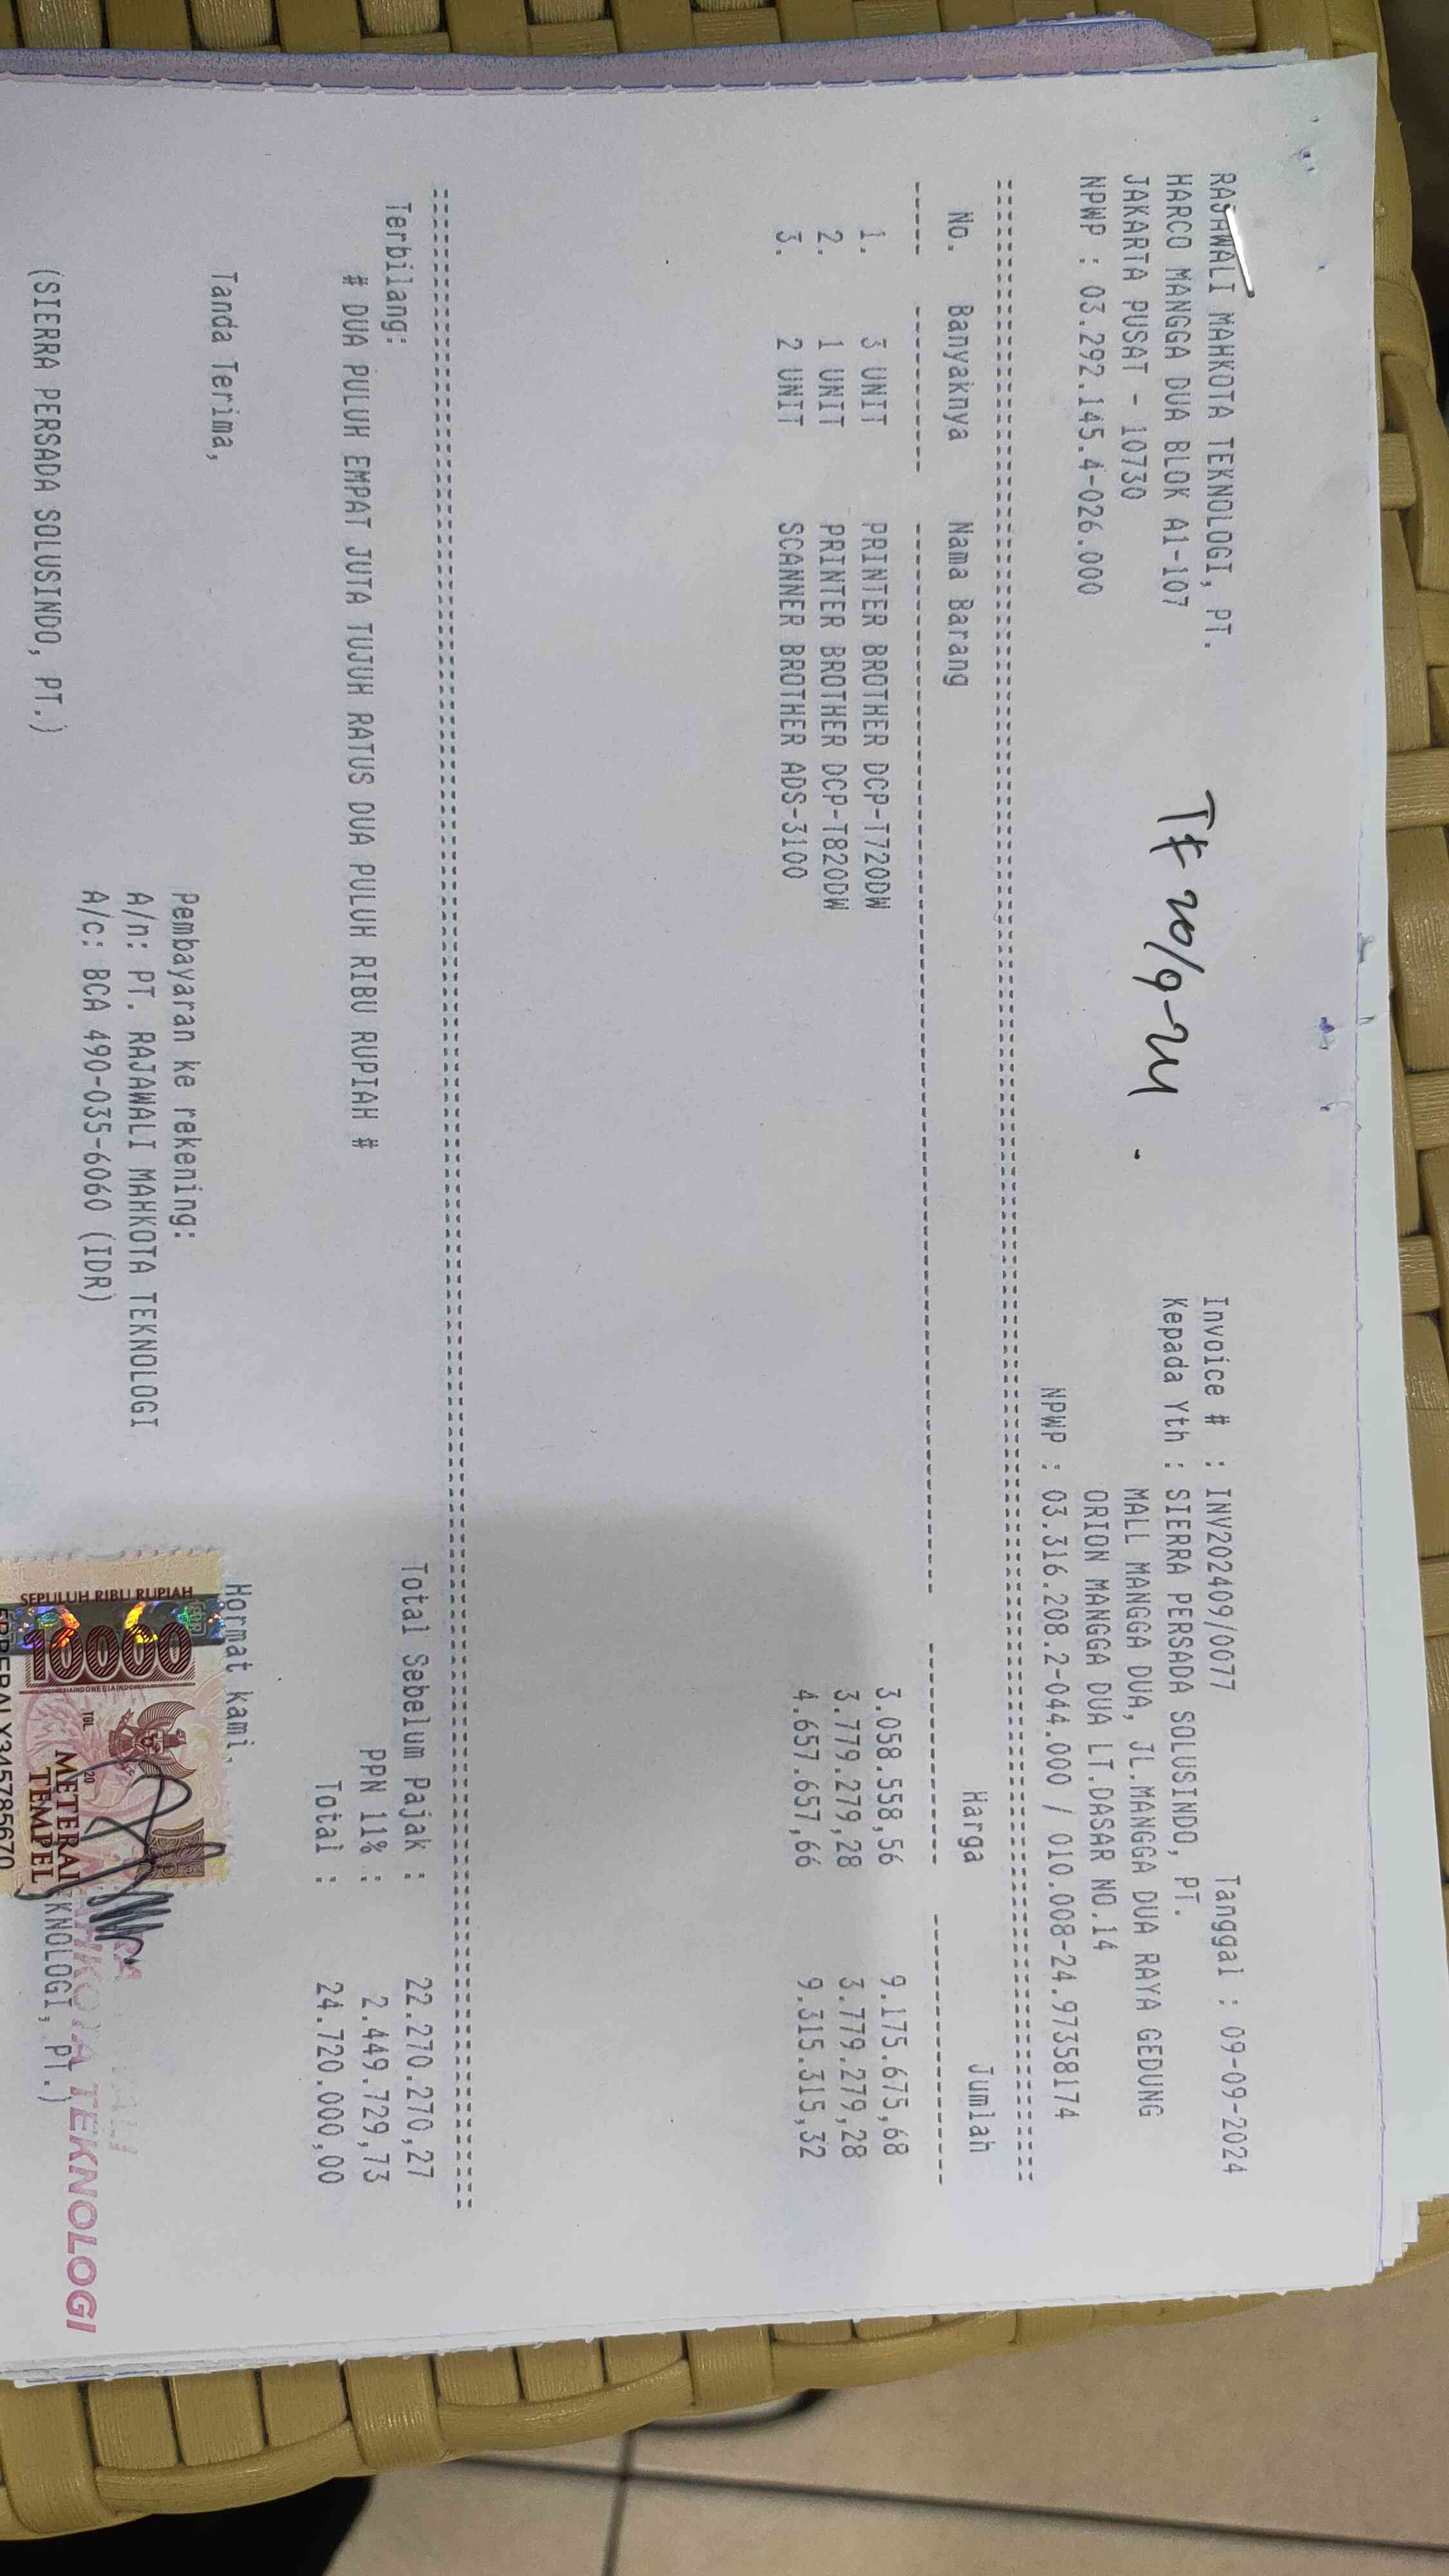 RAJAWALI MAHKOTA TEKNOLOGI, PT.
HARCO MANGGA DUA BLOK A1-107
JAKARTA PUSAT - 10730
NPWP : 03.292.145.4-026.000
TF 20/9-24.
Invoice # : INV202409/0077 Tanggal : 09-09-2024
Kepada Yth : SIERRA PERSADA SOLUSINDO, PT.
MALL MANGGA DUA, JL.MANGGA DUA RAYA GEDUNG
ORION MANGGA DUA LT.DASAR NO.14
NPWP : 03.316.208.2-044.000 / 010.008-24.97358174
No. Banyaknya Nama Barang Harga Jumlah
1. 3 UNIT PRINTER BROTHER DCP-T720DW 3.058.558,56 9.175.675,68
2. 1 UNIT PRINTER BROTHER DCP-T820DW 3.779.279,28 3.779.279,28
3. 2 UNIT SCANNER BROTHER ADS-3100 4.657.657,66 9.315.315,32
Terbilang: Total Sebelum Pajak : 22.270.270,27
# DUA PULUH EMPAT JUTA TUJUH RATUS DUA PULUH RIBU RUPIAH # PPN 11% : 2.449.729,73
Total : 24.720.000,00
Tanda Terima, Hormat kami,
Pembayaran ke rekening:
A/n: PT. RAJAWALI MAHKOTA TEKNOLOGI
A/c: BCA 490-035-6060 (IDR)
(SIERRA PERSADA SOLUSINDO, PT.) KNOLOGI, PT.)
SEPULUH RIBU RUPIAH
10000
TGL 20
METERAI
TEMPEL
X345785670
TEKNOLOGI